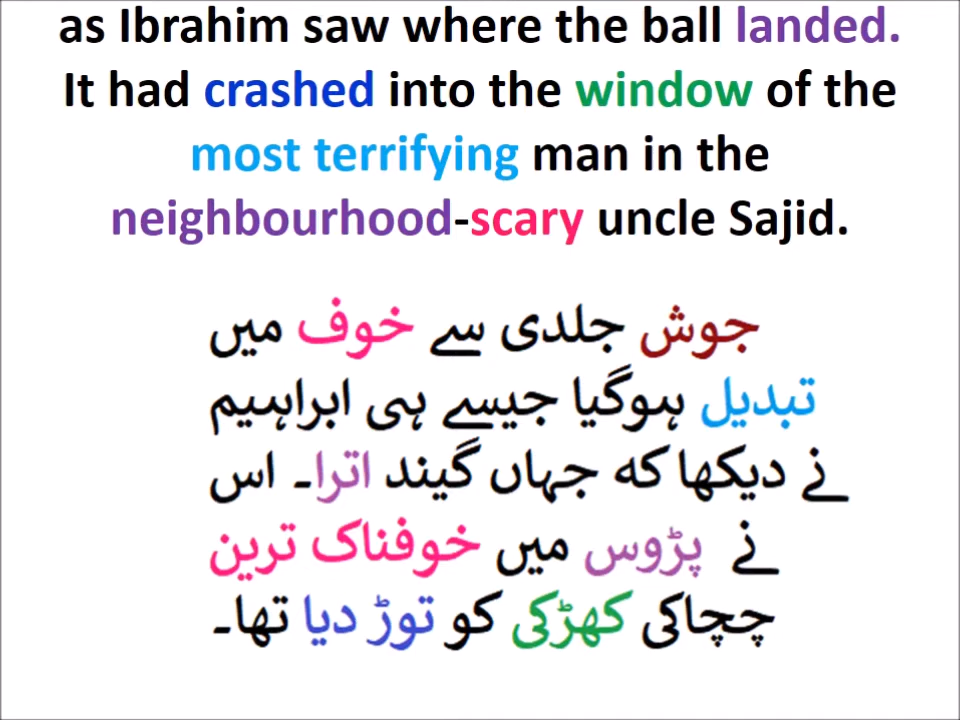 as Ibrahim saw where the ball landed.
It had crashed into the window of the
most terrifying man in the
neighbourhood-scary uncle Sajid.
جوش جلدی سے خوف میں
تبدیل ہوگیا جیسے ہی ابراہیم
نے دیکھا که جہاں گیند اترا۔ اس
نے پڑوس میں خوفناک ترین
چچاکی کھڑکی کو توڑ دیا تھا۔